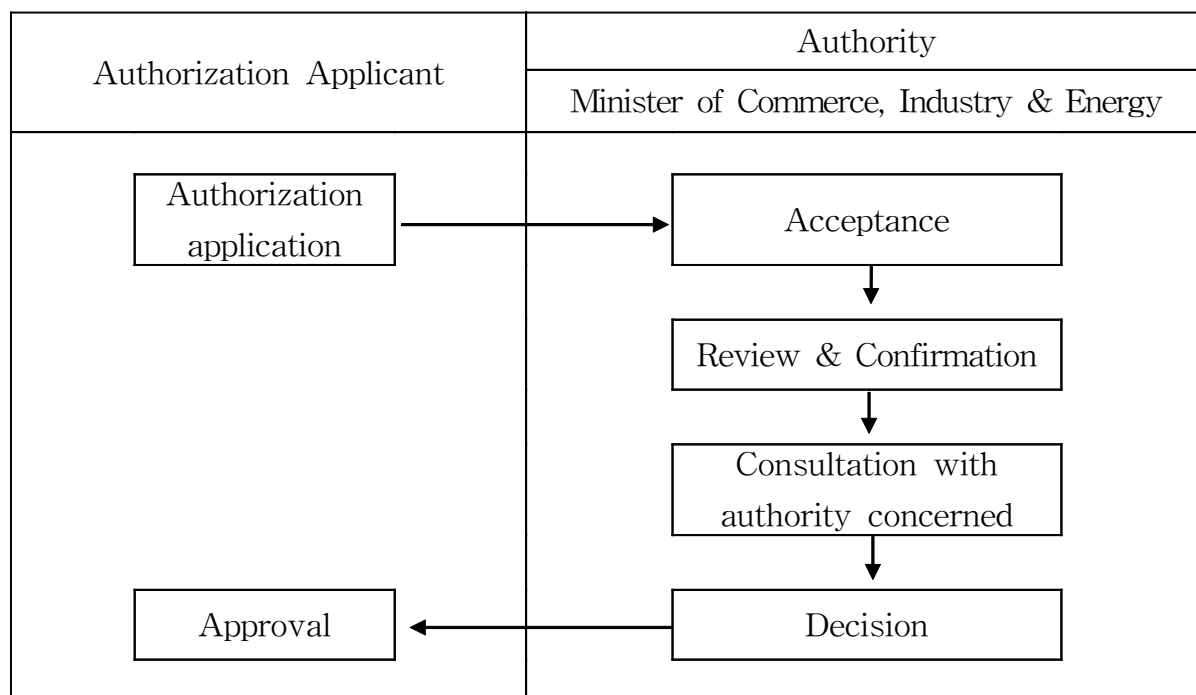 Authorization Applicant
Authority
Minister of Commerce, Industry & Energy
Authorization
application
Acceptance
Review & Confirmation
Consultation with
authority concerned
Approval
Decision